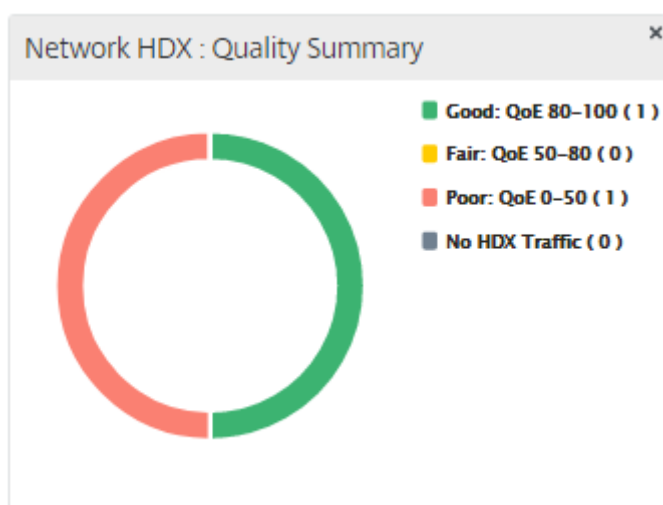 Network HDX : Quality Summary
×
Good: QoE 80–100 ( 1 )
Fair: QoE 50–80 ( 0 )
Poor: QoE 0–50 ( 1 )
No HDX Traffic ( 0 )